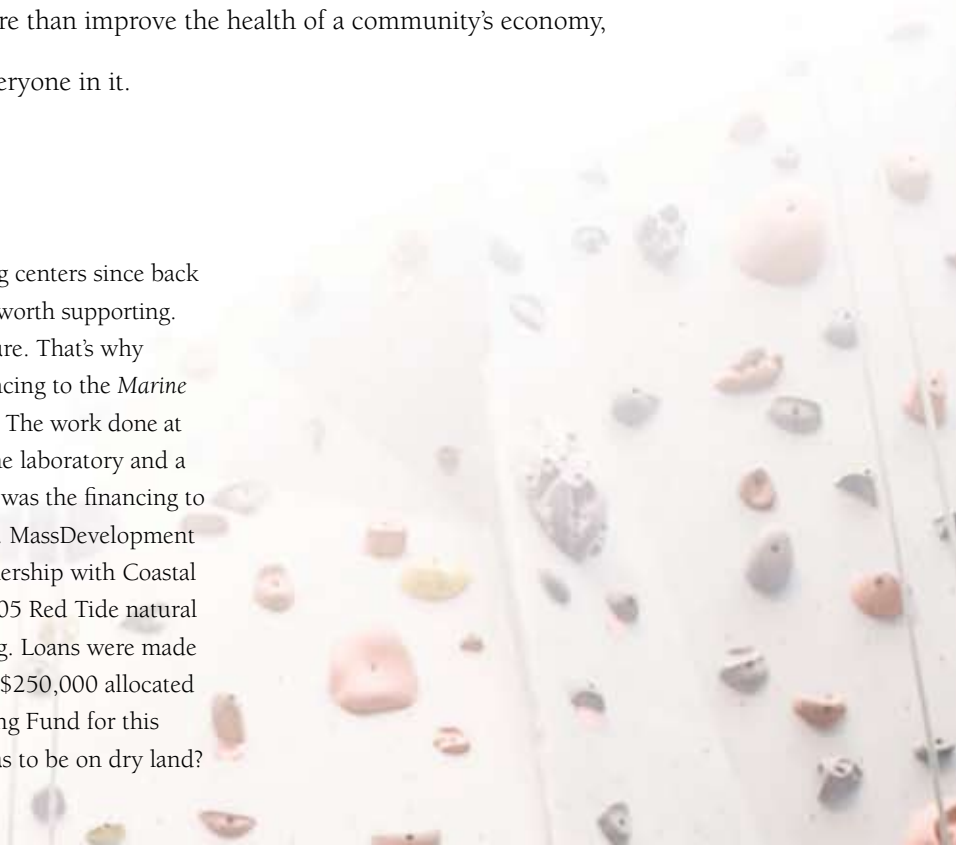 re than improve the health of a community's economy,
eryone in it.
g centers since back
worth supporting.
ure. That's why
ncing to the Marine
The work done at
ne laboratory and a
was the financing to
. MassDevelopment
nership with Coastal
05 Red Tide natural
g. Loans were made
$250,000 allocated
ng Fund for this
as to be on dry land?